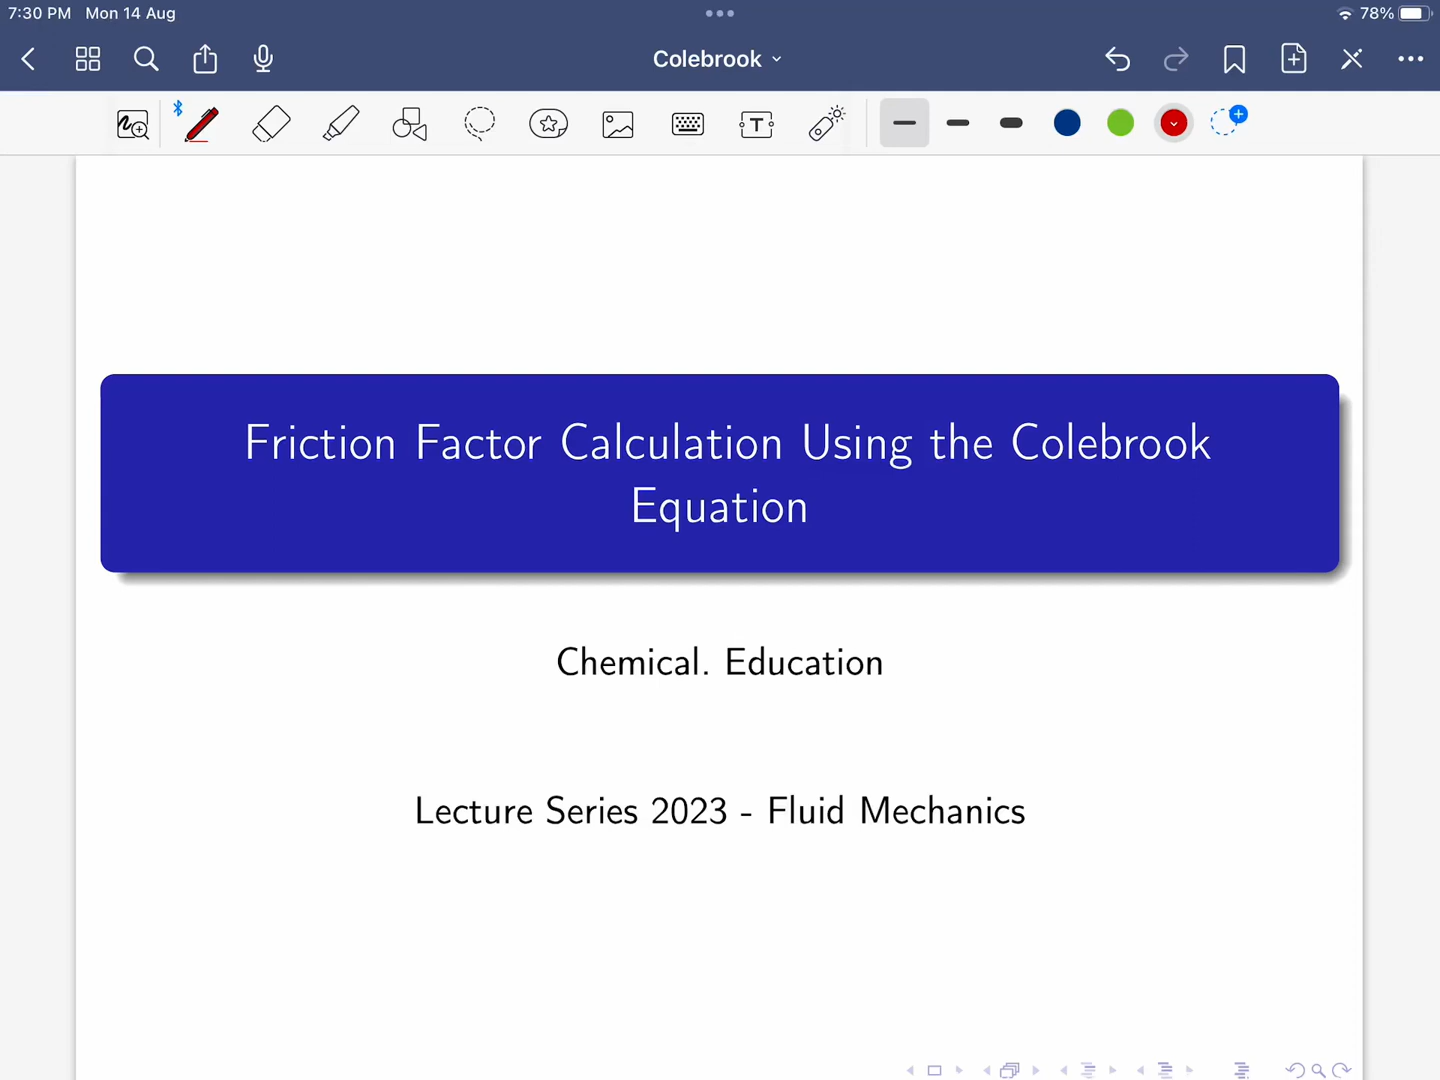 7:30 PM Mon 14 Aug
78%
Colebrook
T
Friction Factor Calculation Using the Colebrook
Equation
Chemical. Education
Lecture Series 2023 - Fluid Mechanics